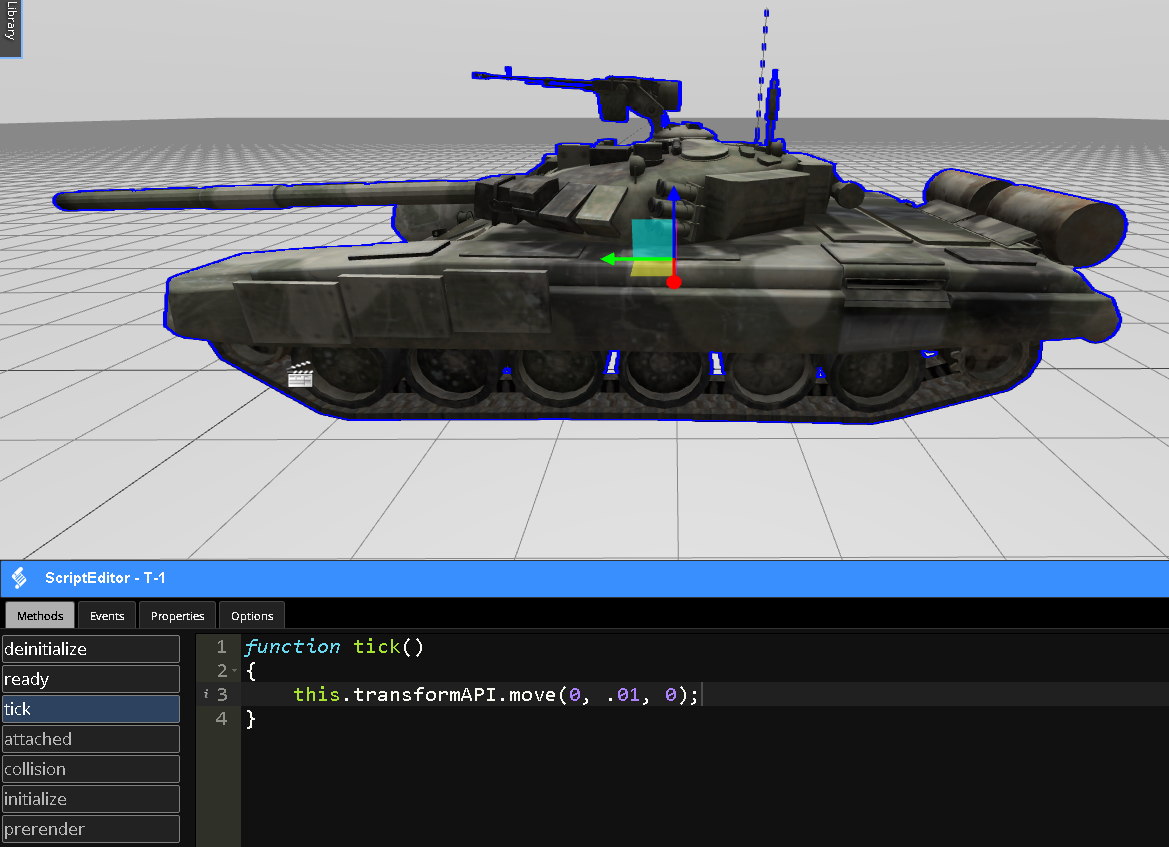 Library
ScriptEditor - T-1
Methods
Events
Properties
Options
deinitialize
ready
tick
attached
collision
initialize
prerender
1 function tick()
2 {
i 3 this.transformAPI.move(0, .01, 0);
4 }